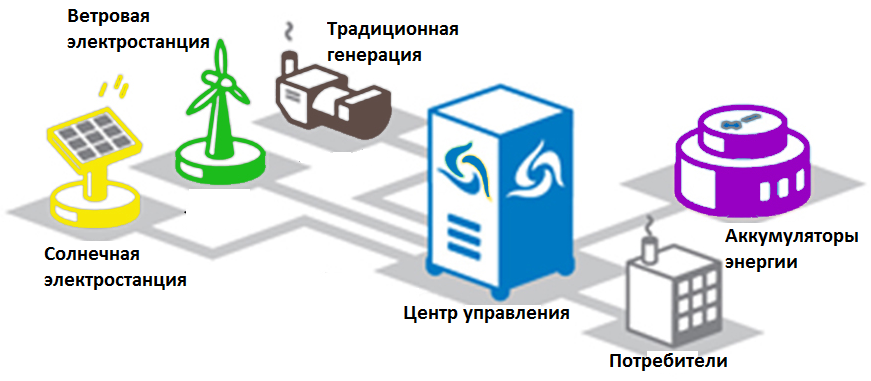 Ветровая
электростанция
Традиционная
генерация
Солнечная
электростанция
Центр управления
Аккумуляторы
энергии
Потребители